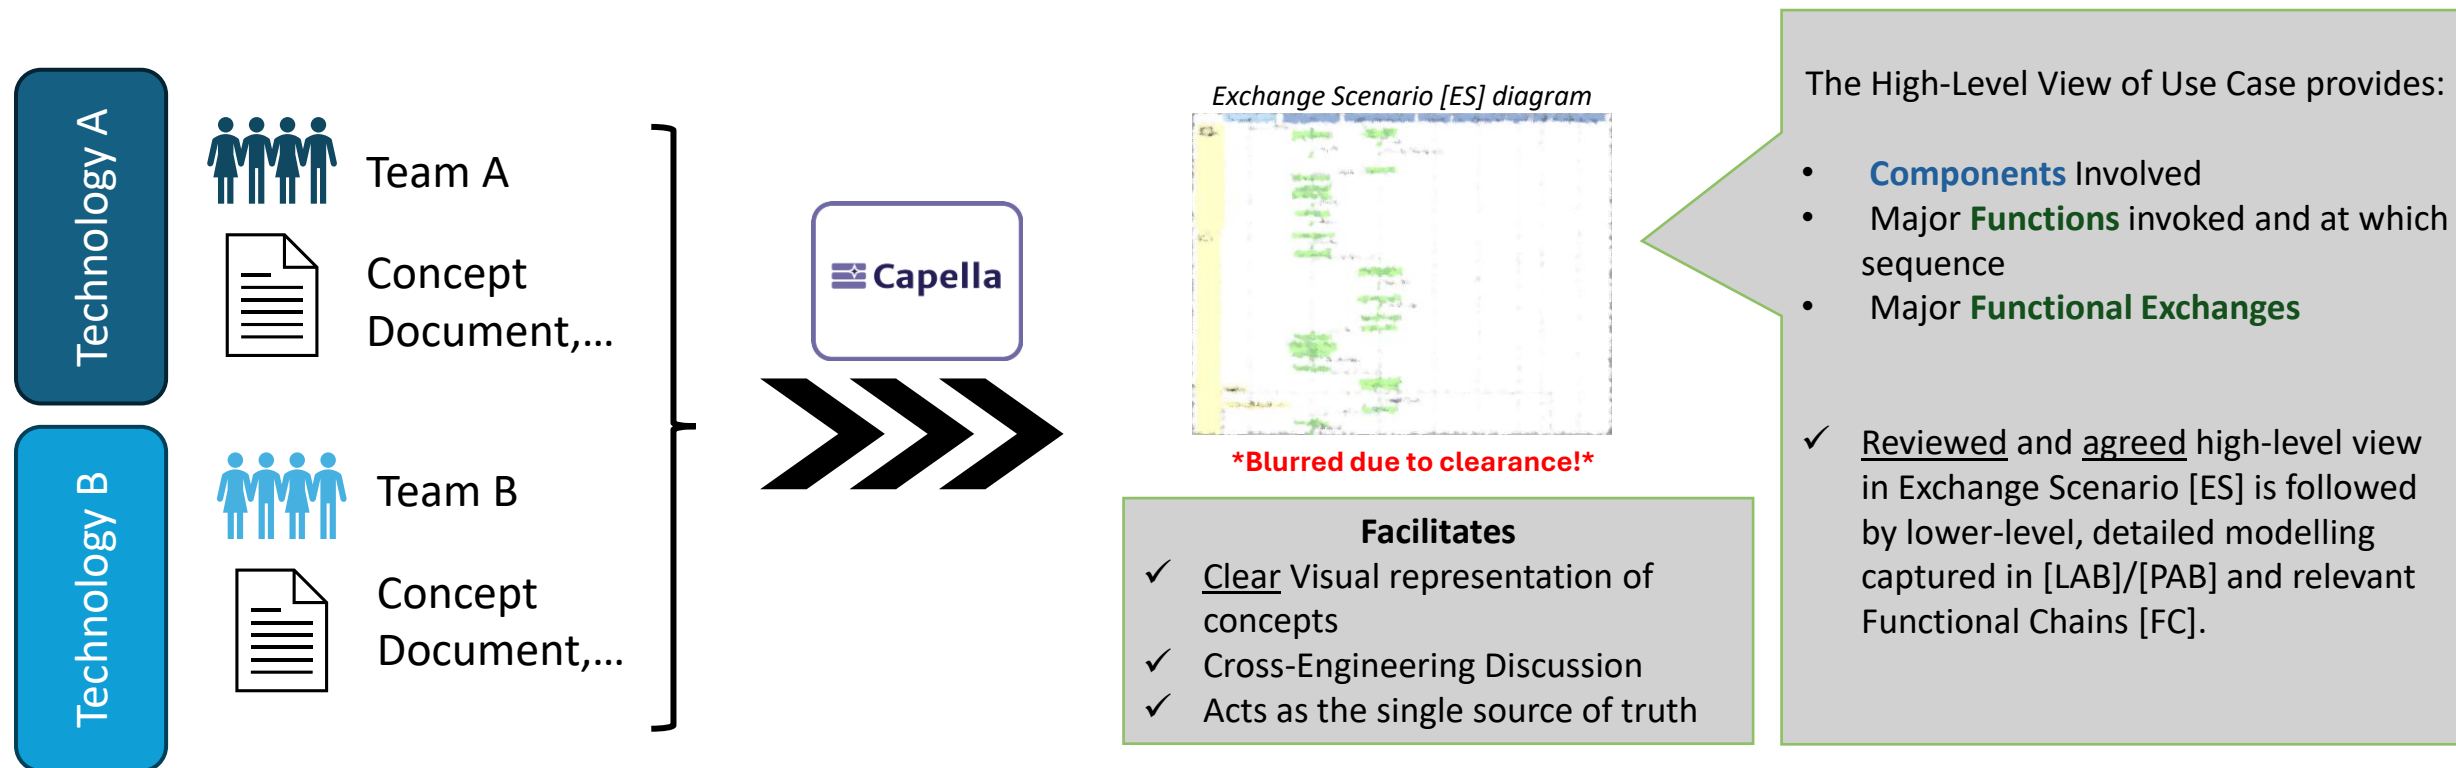 Technology A
Team A
Concept
Document,...
Technology B
Team B
Concept
Document,...
Capella
Exchange Scenario [ES] diagram
*Blurred due to clearance!*
Facilitates
✓ Clear Visual representation of
concepts
✓ Cross-Engineering Discussion
✓ Acts as the single source of truth
The High-Level View of Use Case provides:
• Components Involved
• Major Functions invoked and at which
sequence
• Major Functional Exchanges
✓ Reviewed and agreed high-level view
in Exchange Scenario [ES] is followed
by lower-level, detailed modelling
captured in [LAB]/[PAB] and relevant
Functional Chains [FC].